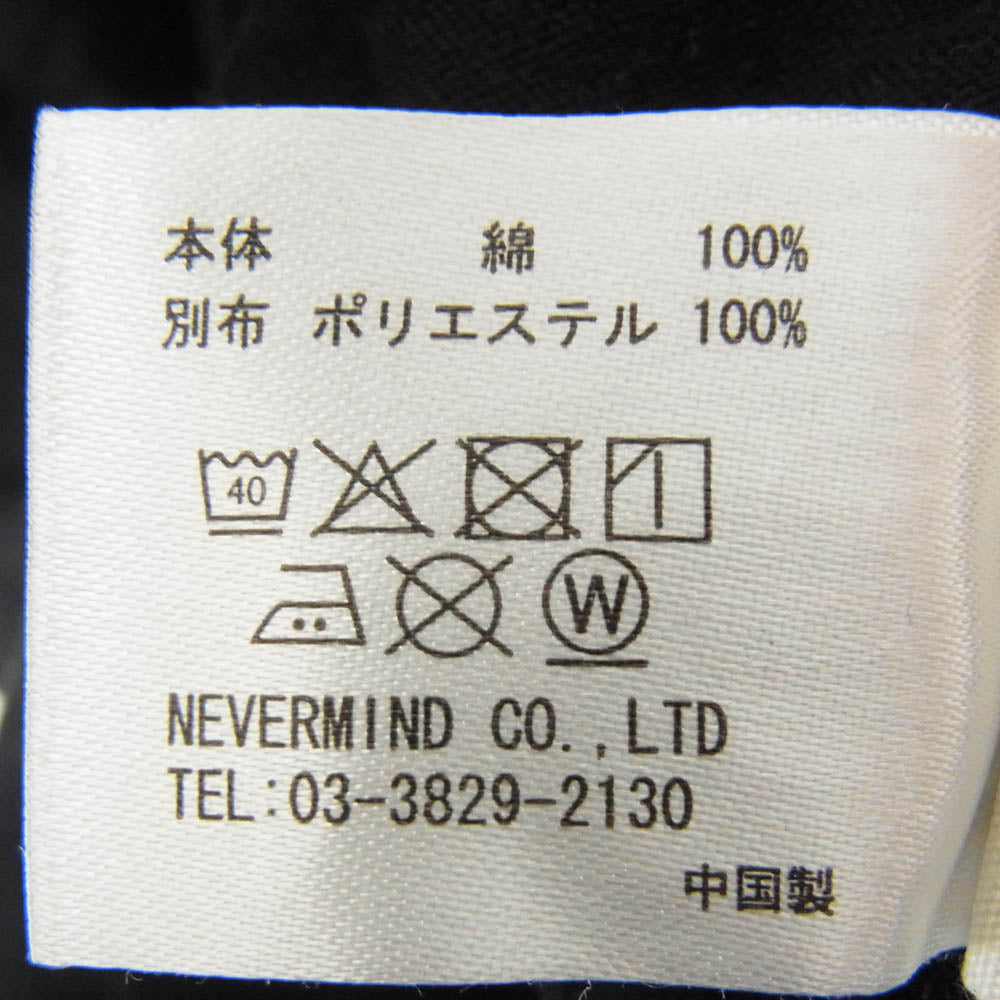 本体 綿 100%
別布 ポリエステル 100%
40
W
NEVERMIND CO.,LTD
TEL:03-3829-2130
中国製